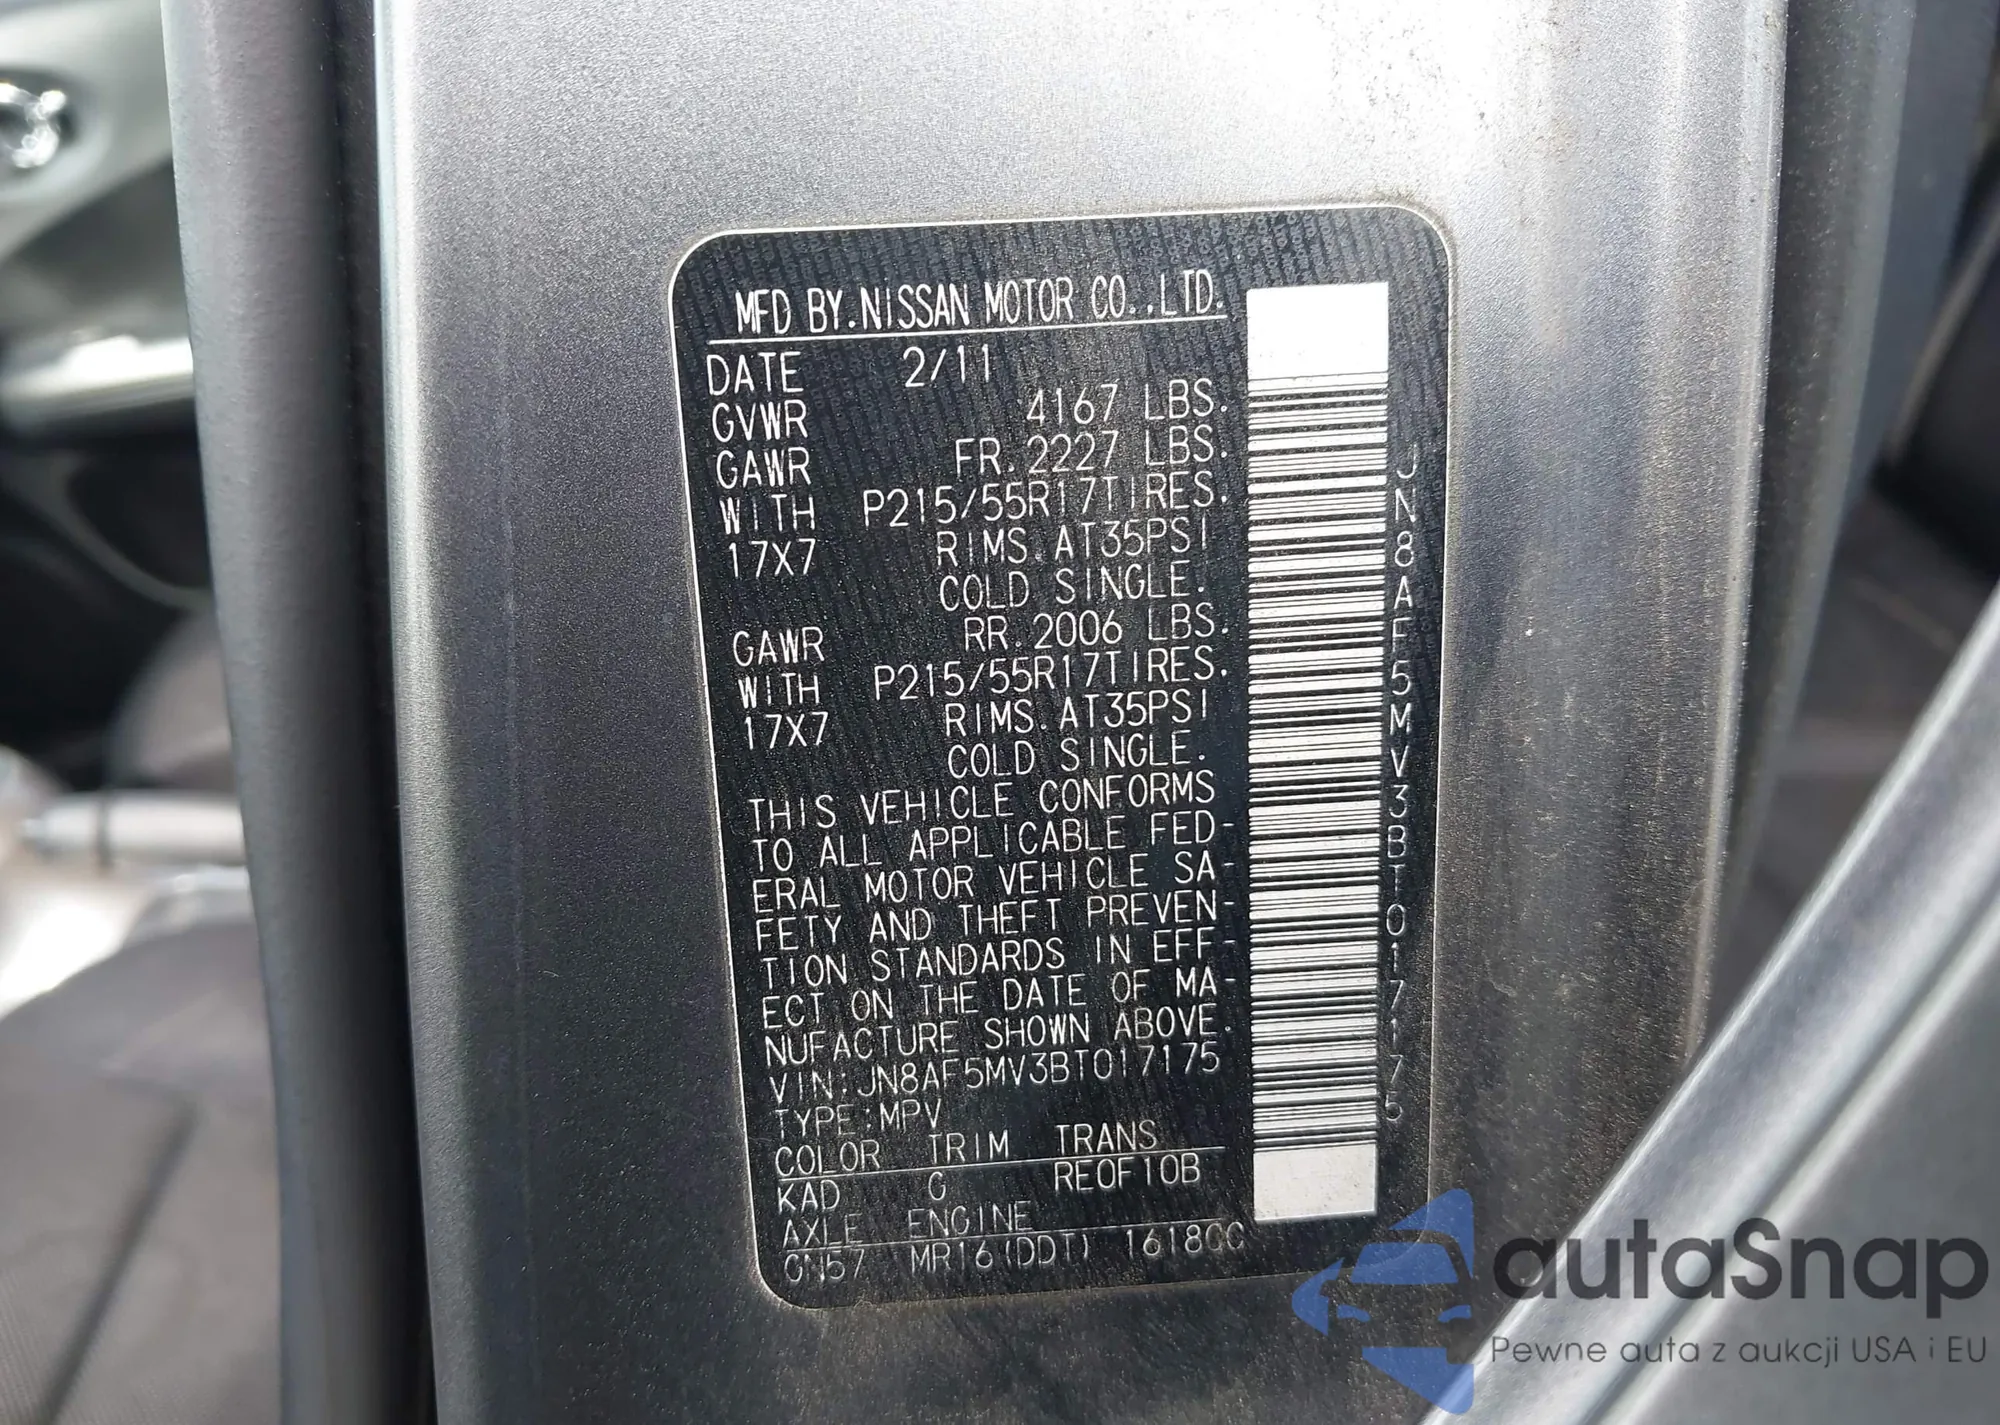 MFD BY.NISSAN MOTOR CO.,LTD.
DATE 2/11
GVWR 4167 LBS.
GAWR FR.2227 LBS.
WITH P215/55R17TIRES.
17X7 RIMS.AT35PSI
COLD SINGLE.
GAWR RR.2006 LBS.
WITH P215/55R17TIRES.
17X7 RIMS.AT35PSI
COLD SINGLE.
THIS VEHICLE CONFORMS
TO ALL APPLICABLE FED-
ERAL MOTOR VEHICLE SA-
FETY AND THEFT PREVEN-
TION STANDARDS IN EFF-
ECT ON THE DATE OF MA-
NUFACTURE SHOWN ABOVE.
VIN:JN8AF5MV3BT017175
TYPE:MPV
COLOR TRIM TRANS
KAD G RE0F10B
AXLE ENGINE
GN57 MR16(DDT) 1618CC
JN8AF5MV3BT017175
autaSnap
Pewne auta z aukcji USA i EU